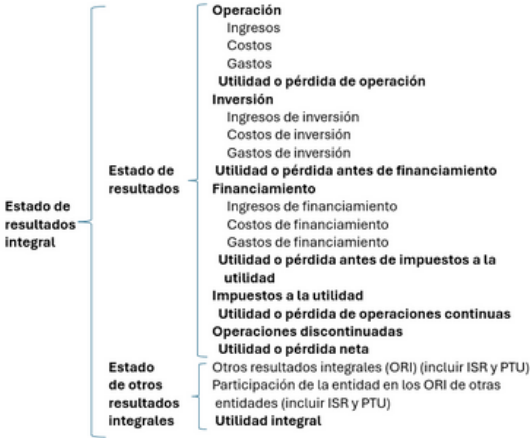 Estado de
resultados
integral
Estado de
resultados
Operación
Ingresos
Costos
Gastos
Utilidad o pérdida de operación
Inversión
Ingresos de inversión
Costos de inversión
Gastos de inversión
Utilidad o pérdida antes de financiamiento
Financiamiento
Ingresos de financiamiento
Costos de financiamiento
Gastos de financiamiento
Utilidad o pérdida antes de impuestos a la
utilidad
Impuestos a la utilidad
Utilidad o pérdida de operaciones continuas
Operaciones discontinuadas
Utilidad o pérdida neta
Estado
de otros
resultados
integrales
Otros resultados integrales (ORI) (incluir ISR y PTU)
Participación de la entidad en los ORI de otras
entidades (incluir ISR y PTU)
Utilidad integral